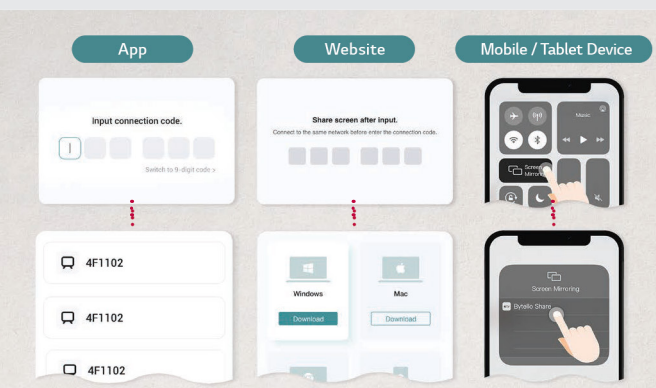 App
Input connection code.
Switch to 9-digit code >
4F1102
4F1102
4F1102
Website
Share screen after input.
Connect to the same network before enter the connection code.
Windows
Download
Mac
Download
Mobile / Tablet Device
Music
Screen
Mirroring
Screen Mirroring
Bytello Share